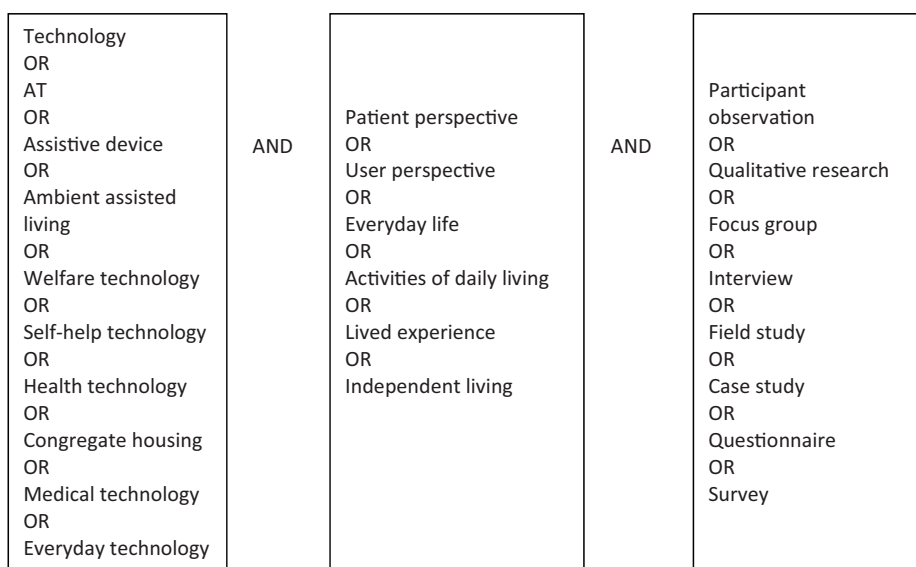 Technology
OR
AT
OR
Assistive device
OR
Ambient assisted
living
OR
Welfare technology
OR
Self-help technology
OR
Health technology
OR
Congregate housing
OR
Medical technology
OR
Everyday technology
AND
Patient perspective
OR
User perspective
OR
Everyday life
OR
Activities of daily living
OR
Lived experience
OR
Independent living
AND
Participant
observation
OR
Qualitative research
OR
Focus group
OR
Interview
OR
Field study
OR
Case study
OR
Questionnaire
OR
Survey